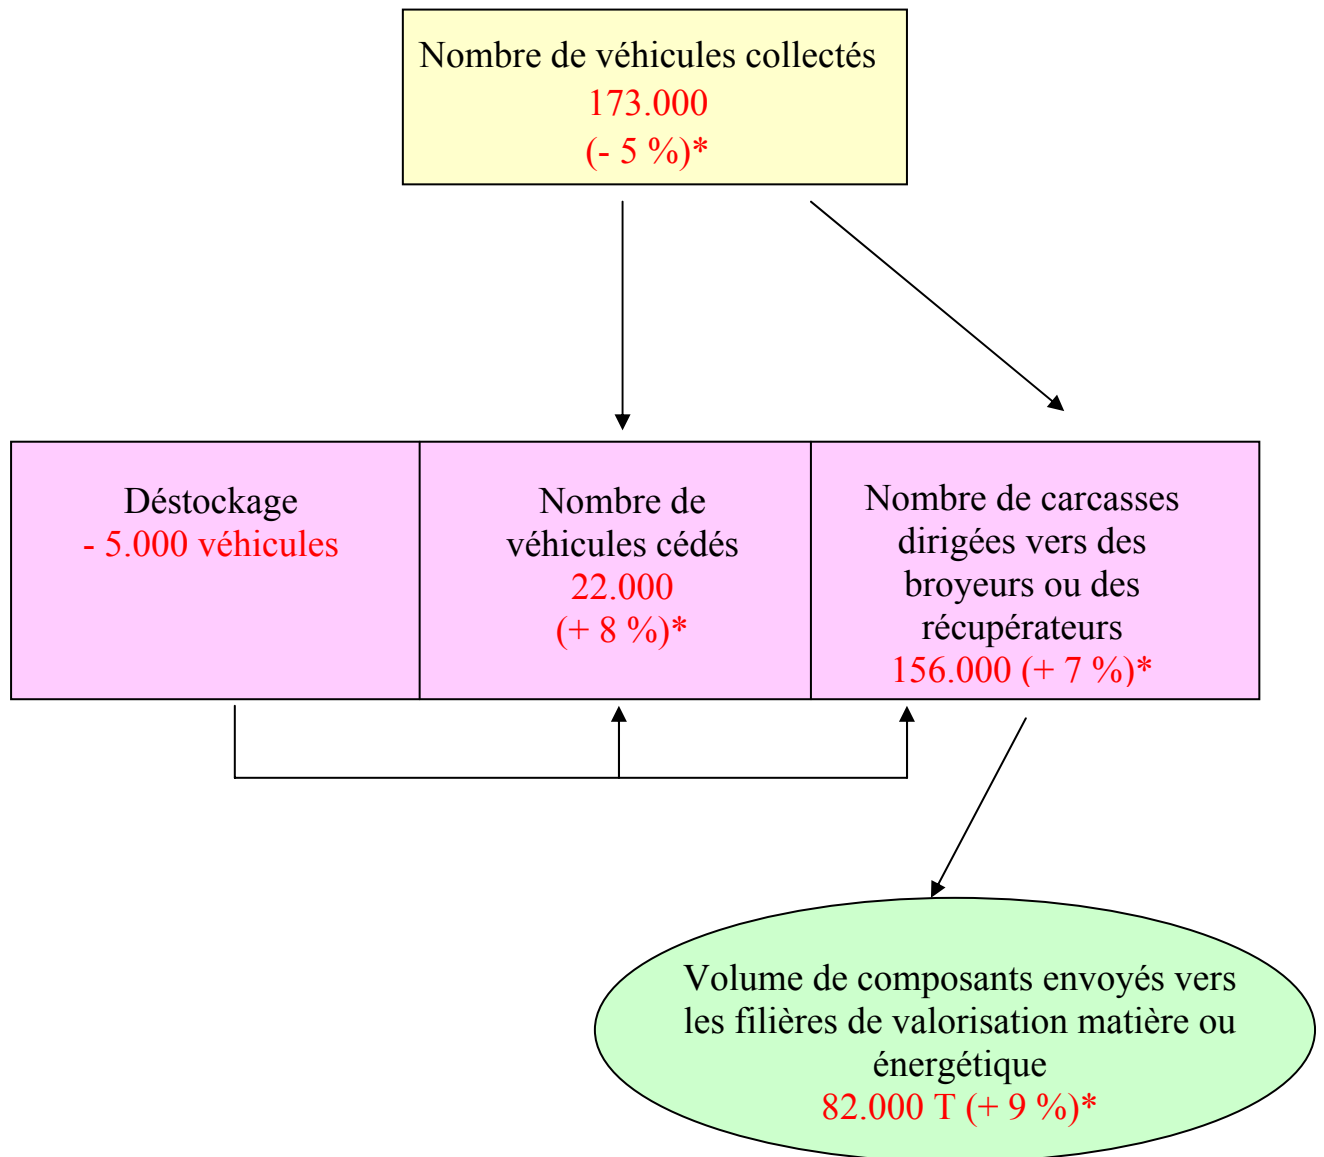 Nombre de véhicules collectés
173.000
(- 5 %)*
Déstockage
- 5.000 véhicules
Nombre de
véhicules cédés
22.000
(+ 8 %)*
Nombre de carcasses
dirigées vers des
broyeurs ou des
récupérateurs
156.000 (+ 7 %)*
Volume de composants envoyés vers
les filières de valorisation matière ou
énergétique
82.000 T (+ 9 %)*